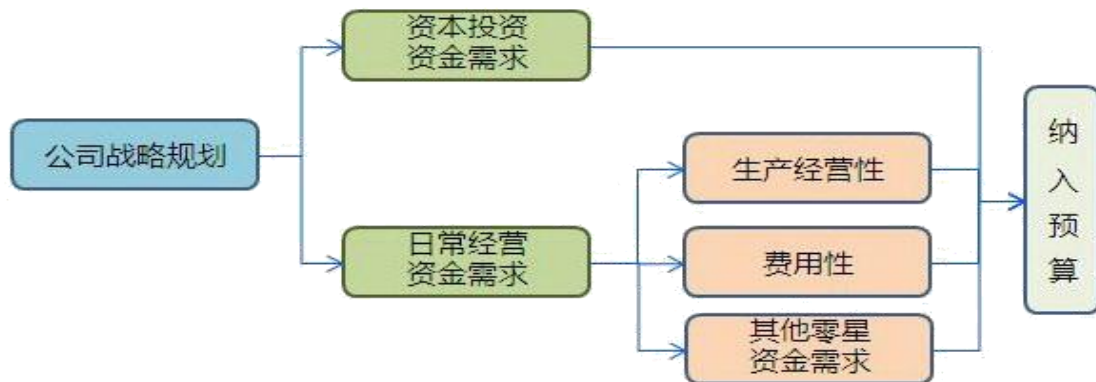 资本投资
资金需求
公司战略规划
日常经营
资金需求
生产经营性
费用性
其他零星
资金需求
纳
入
预
算